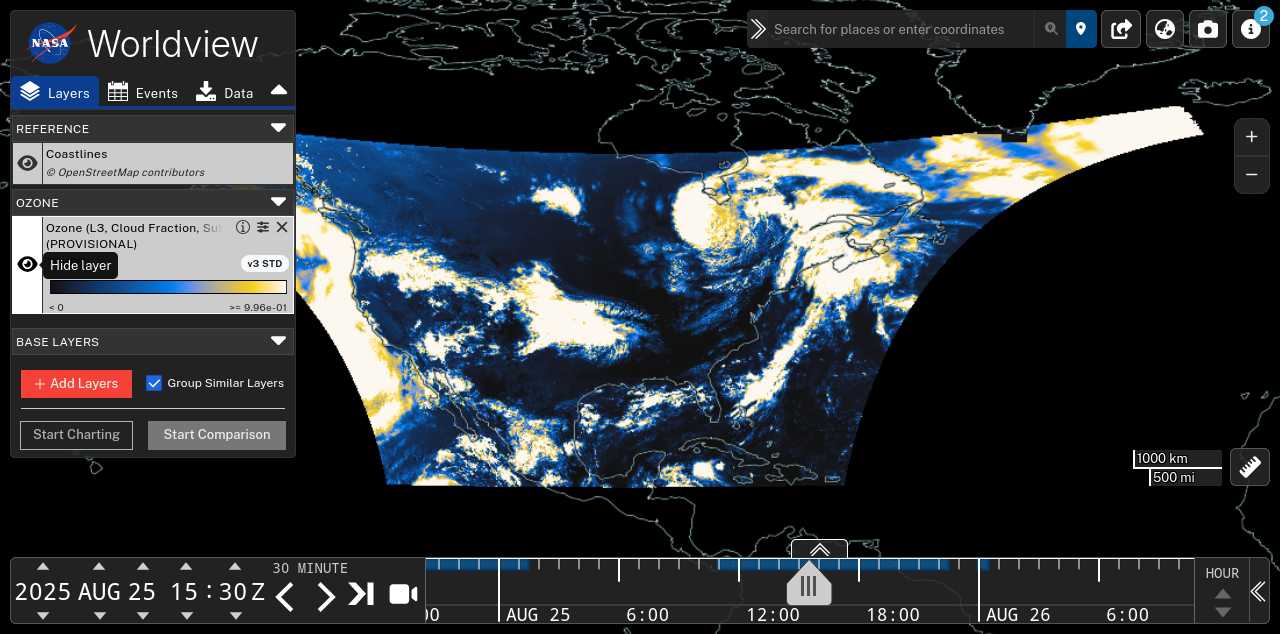 NASA Worldview
Search for places or enter coordinates
2
Layers Events Data
REFERENCE
Coastlines
© OpenStreetMap contributors
OZONE
Ozone (L3, Cloud Fraction, Su
(PROVISIONAL)
Hide layer
v3 STD
< 0 >= 9.96e-01
BASE LAYERS
+ Add Layers Group Similar Layers
Start Charting Start Comparison
+
−
1000 km
500 mi
2025 AUG 25 15 : 30 Z
30 MINUTE
00 AUG 25 6:00 12:00 18:00 AUG 26 6:00
HOUR